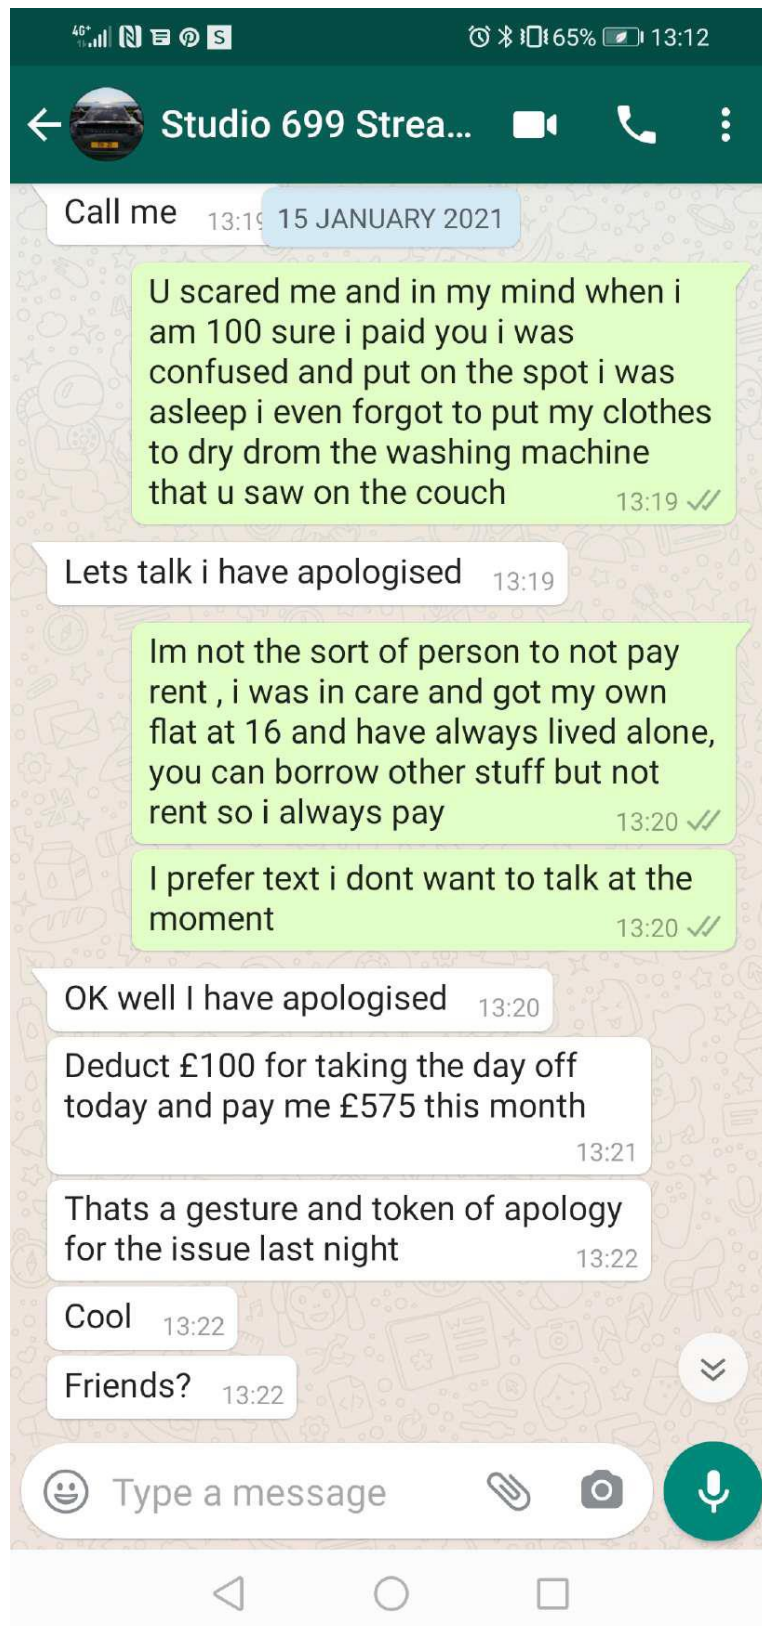 4G+ S 65% 13:12
Studio 699 Strea...
Call me 13:19
15 JANUARY 2021
U scared me and in my mind when i
am 100 sure i paid you i was
confused and put on the spot i was
asleep i even forgot to put my clothes
to dry drom the washing machine
that u saw on the couch 13:19
Lets talk i have apologised 13:19
Im not the sort of person to not pay
rent , i was in care and got my own
flat at 16 and have always lived alone,
you can borrow other stuff but not
rent so i always pay 13:20
I prefer text i dont want to talk at the
moment 13:20
OK well I have apologised 13:20
Deduct £100 for taking the day off
today and pay me £575 this month
13:21
Thats a gesture and token of apology
for the issue last night 13:22
Cool 13:22
Friends? 13:22
Type a message